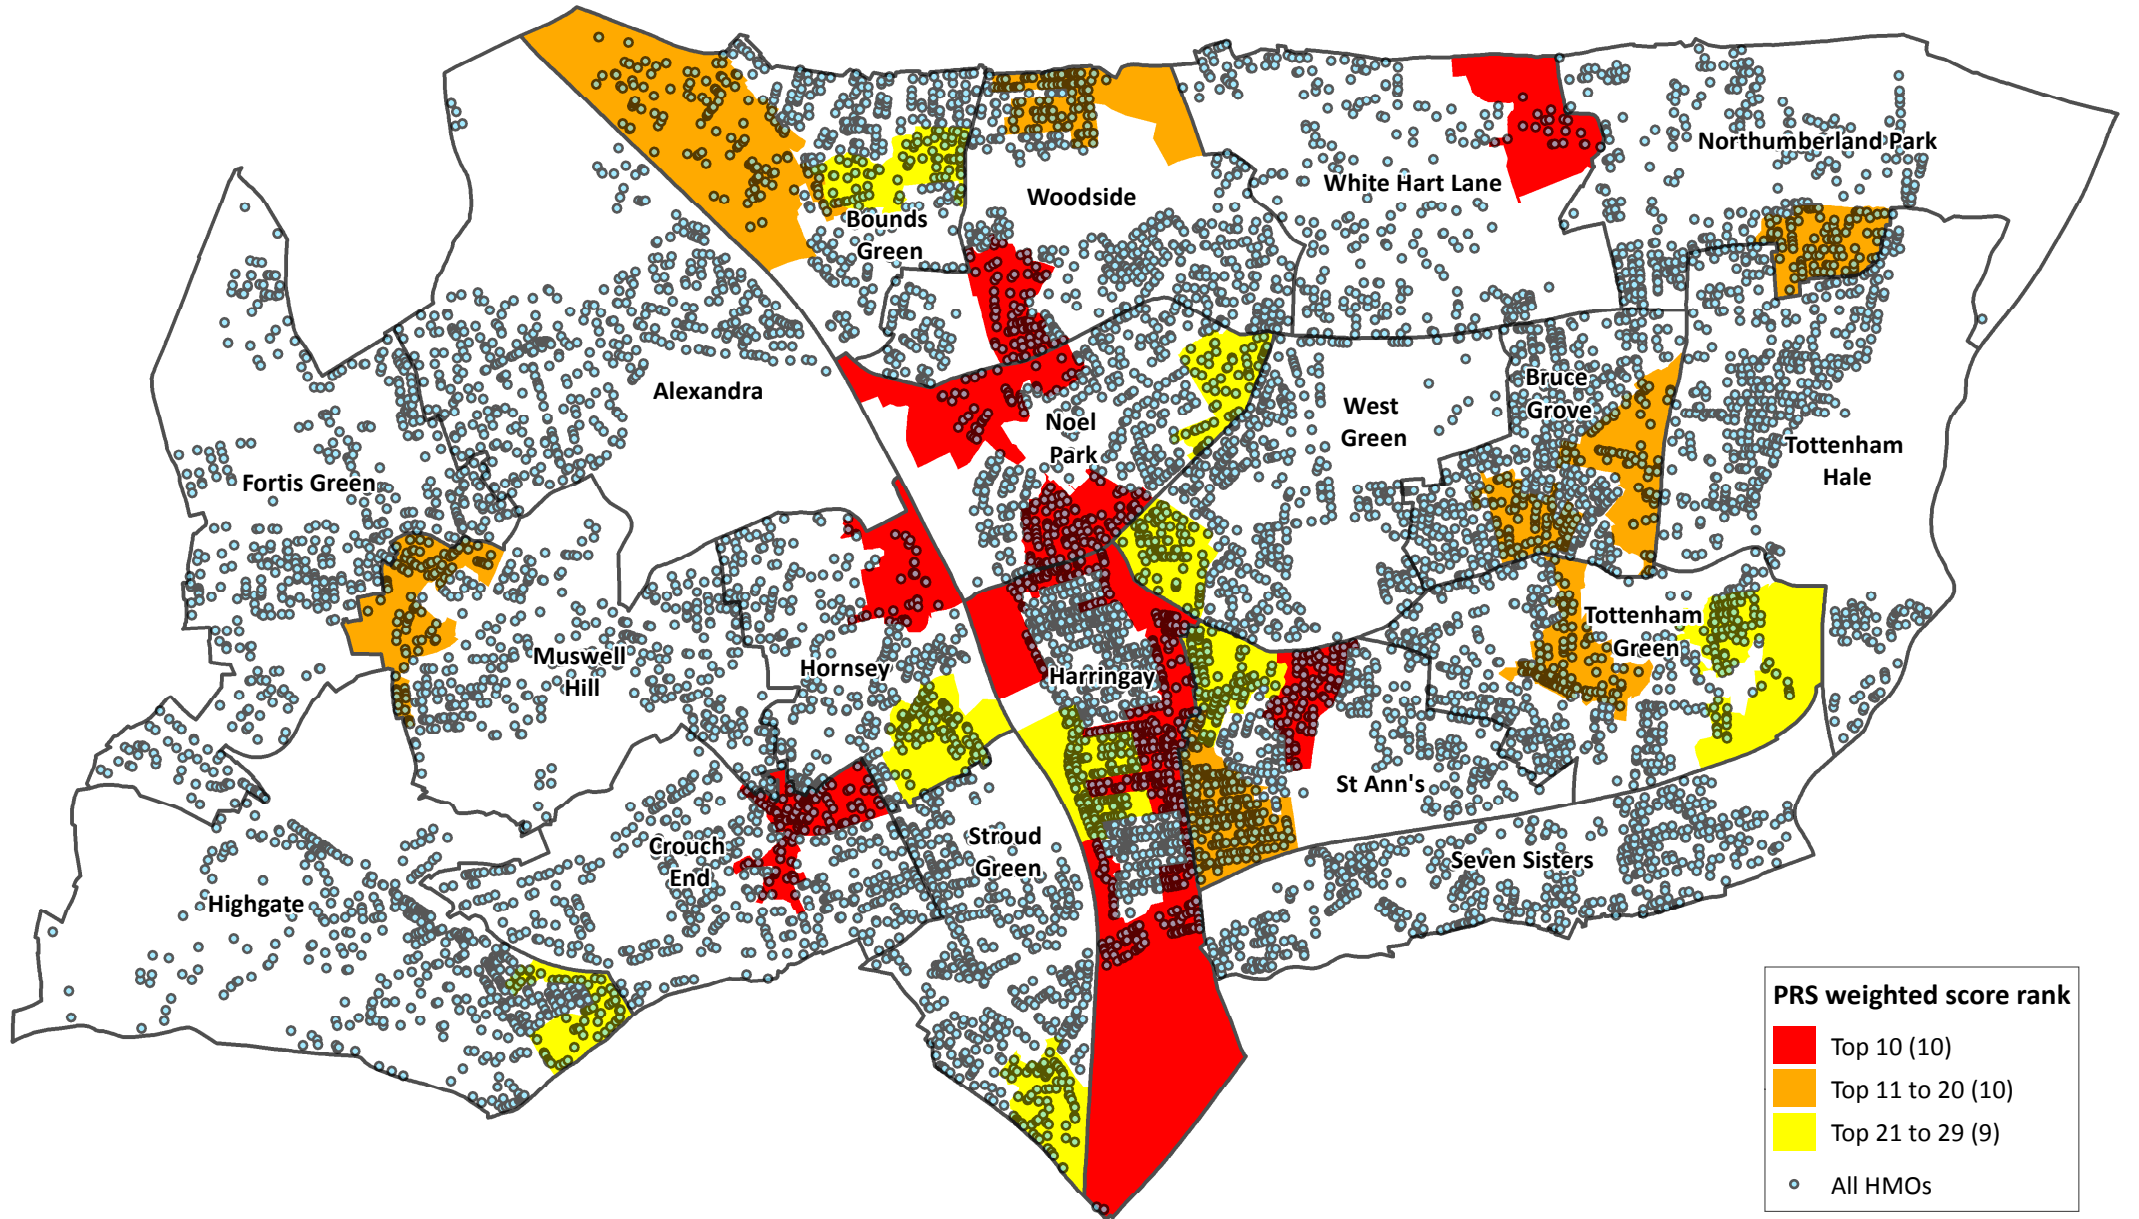 Northumberland Park
White Hart Lane
Woodside
Bounds
Green
Alexandra
Bruce
Grove
West
Green
Noel
Park
Tottenham
Hale
Fortis Green
Tottenham
Green
Muswell
Hill
Hornsey
Harringay
St Ann's
Crouch
End
Stroud
Green
Seven Sisters
Highgate
PRS weighted score rank
Top 10 (10)
Top 11 to 20 (10)
Top 21 to 29 (9)
All HMOs